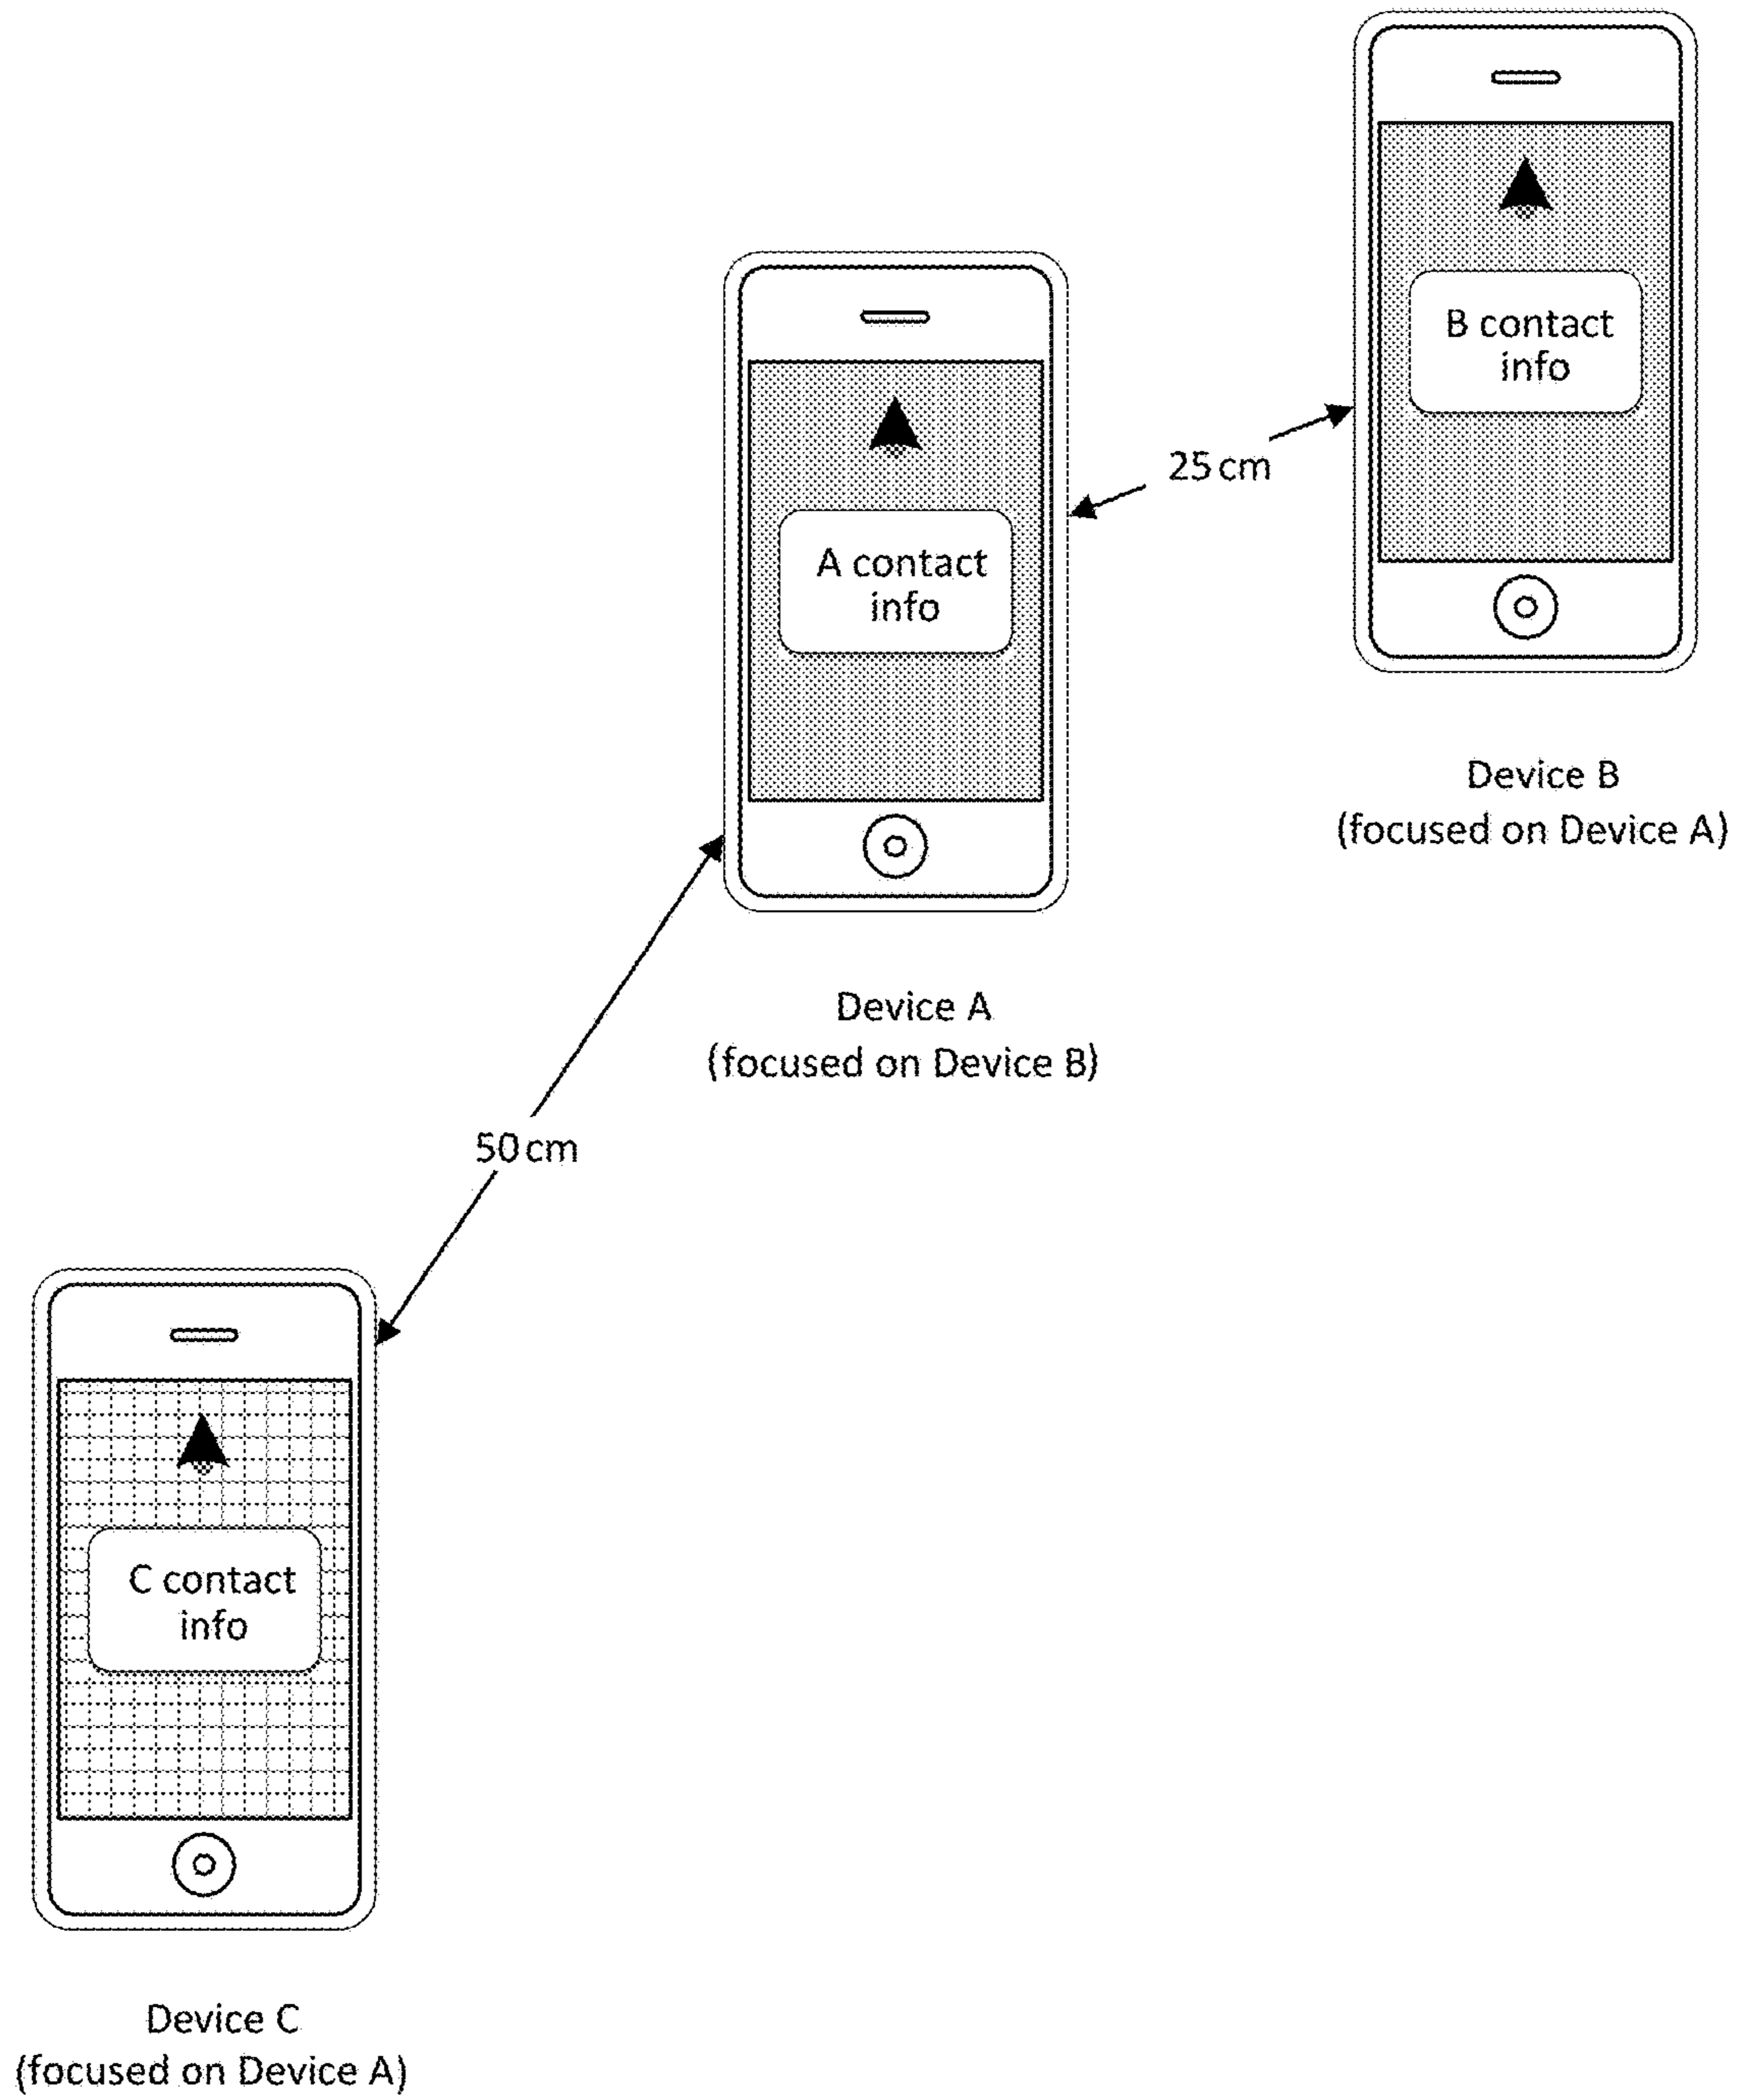 B contact
info
25 cm
A contact
info
Device B
(focused on Device A)
Device A
(focused on Device B)
50 cm
C contact
info
Device C
(focused on Device A)